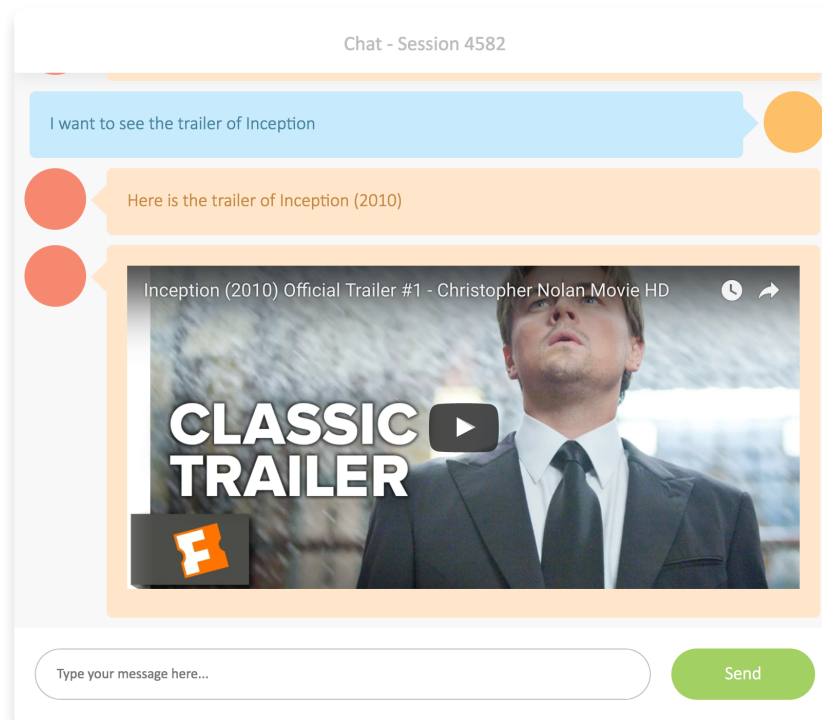 Chat - Session 4582
I want to see the trailer of Inception
Here is the trailer of Inception (2010)
Inception (2010) Official Trailer #1 - Christopher Nolan Movie HD
CLASSIC
TRAILER
F
Type your message here...
Send